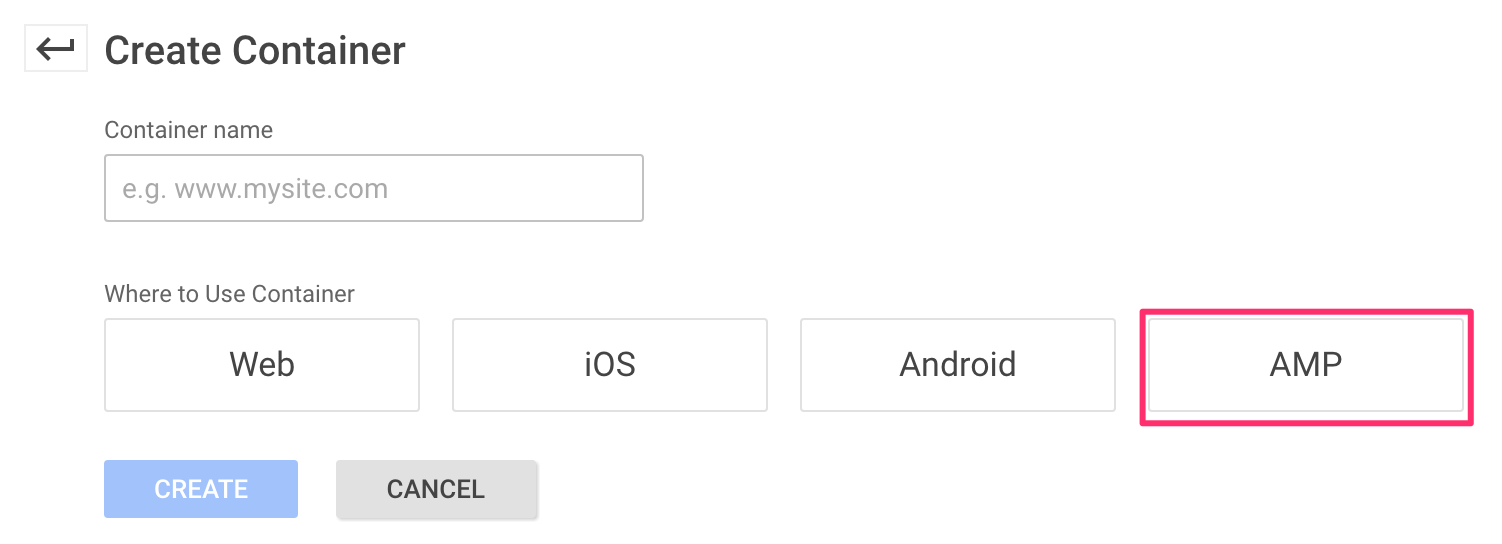 Create Container
Container name
e.g. www.mysite.com
Where to Use Container
Web iOS Android AMP
CREATE CANCEL